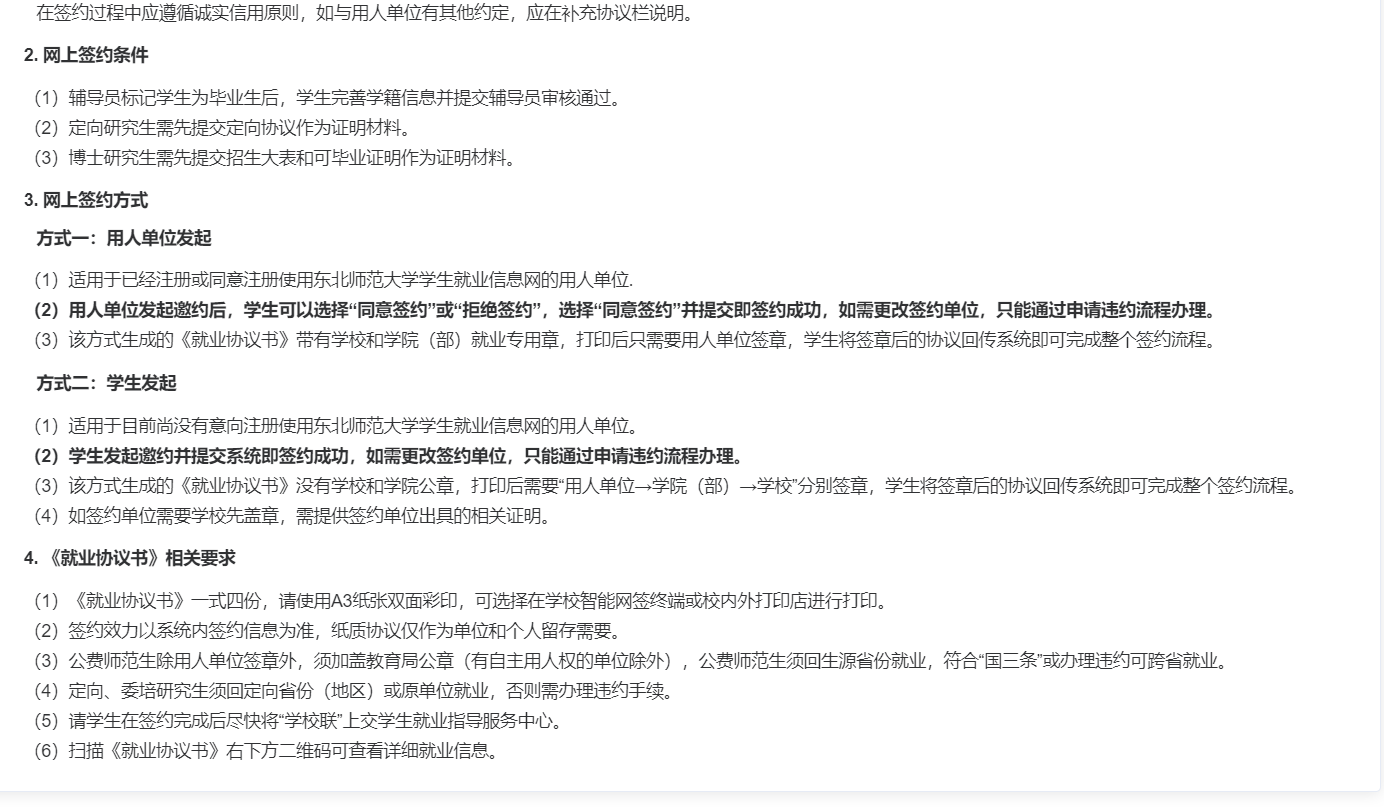 在签约过程中应遵循诚实信用原则，如与用人单位有其他约定，应在补充协议栏说明。
2. 网上签约条件
（1）辅导员标记学生为毕业生后，学生完善学籍信息并提交辅导员审核通过。
（2）定向研究生需先提交定向协议作为证明材料。
（3）博士研究生需先提交招生大表和可毕业证明作为证明材料。
3. 网上签约方式
方式一：用人单位发起
（1）适用于已经注册或同意注册使用东北师范大学学生就业信息网的用人单位.
（2）用人单位发起邀约后，学生可以选择“同意签约”或“拒绝签约”，选择“同意签约”并提交即签约成功，如需更改签约单位，只能通过申请违约流程办理。
（3）该方式生成的《就业协议书》带有学校和学院（部）就业专用章，打印后只需要用人单位签章，学生将签章后的协议回传系统即可完成整个签约流程。
方式二：学生发起
（1）适用于目前尚没有意向注册使用东北师范大学学生就业信息网的用人单位。
（2）学生发起邀约并提交系统即签约成功，如需更改签约单位，只能通过申请违约流程办理。
（3）该方式生成的《就业协议书》没有学校和学院公章，打印后需要“用人单位→学院（部）→学校”分别签章，学生将签章后的协议回传系统即可完成整个签约流程。
（4）如签约单位需要学校先盖章，需提供签约单位出具的相关证明。
4. 《就业协议书》相关要求
（1）《就业协议书》一式四份，请使用A3纸张双面彩印，可选择在学校智能网签终端或校内外打印店进行打印。
（2）签约效力以系统内签约信息为准，纸质协议仅作为单位和个人留存需要。
（3）公费师范生除用人单位签章外，须加盖教育局公章（有自主用人权的单位除外），公费师范生须回生源省份就业，符合“国三条”或办理违约可跨省就业。
（4）定向、委培研究生须回定向省份（地区）或原单位就业，否则需办理违约手续。
（5）请学生在签约完成后尽快将“学校联”上交学生就业指导服务中心。
（6）扫描《就业协议书》右下方二维码可查看详细就业信息。